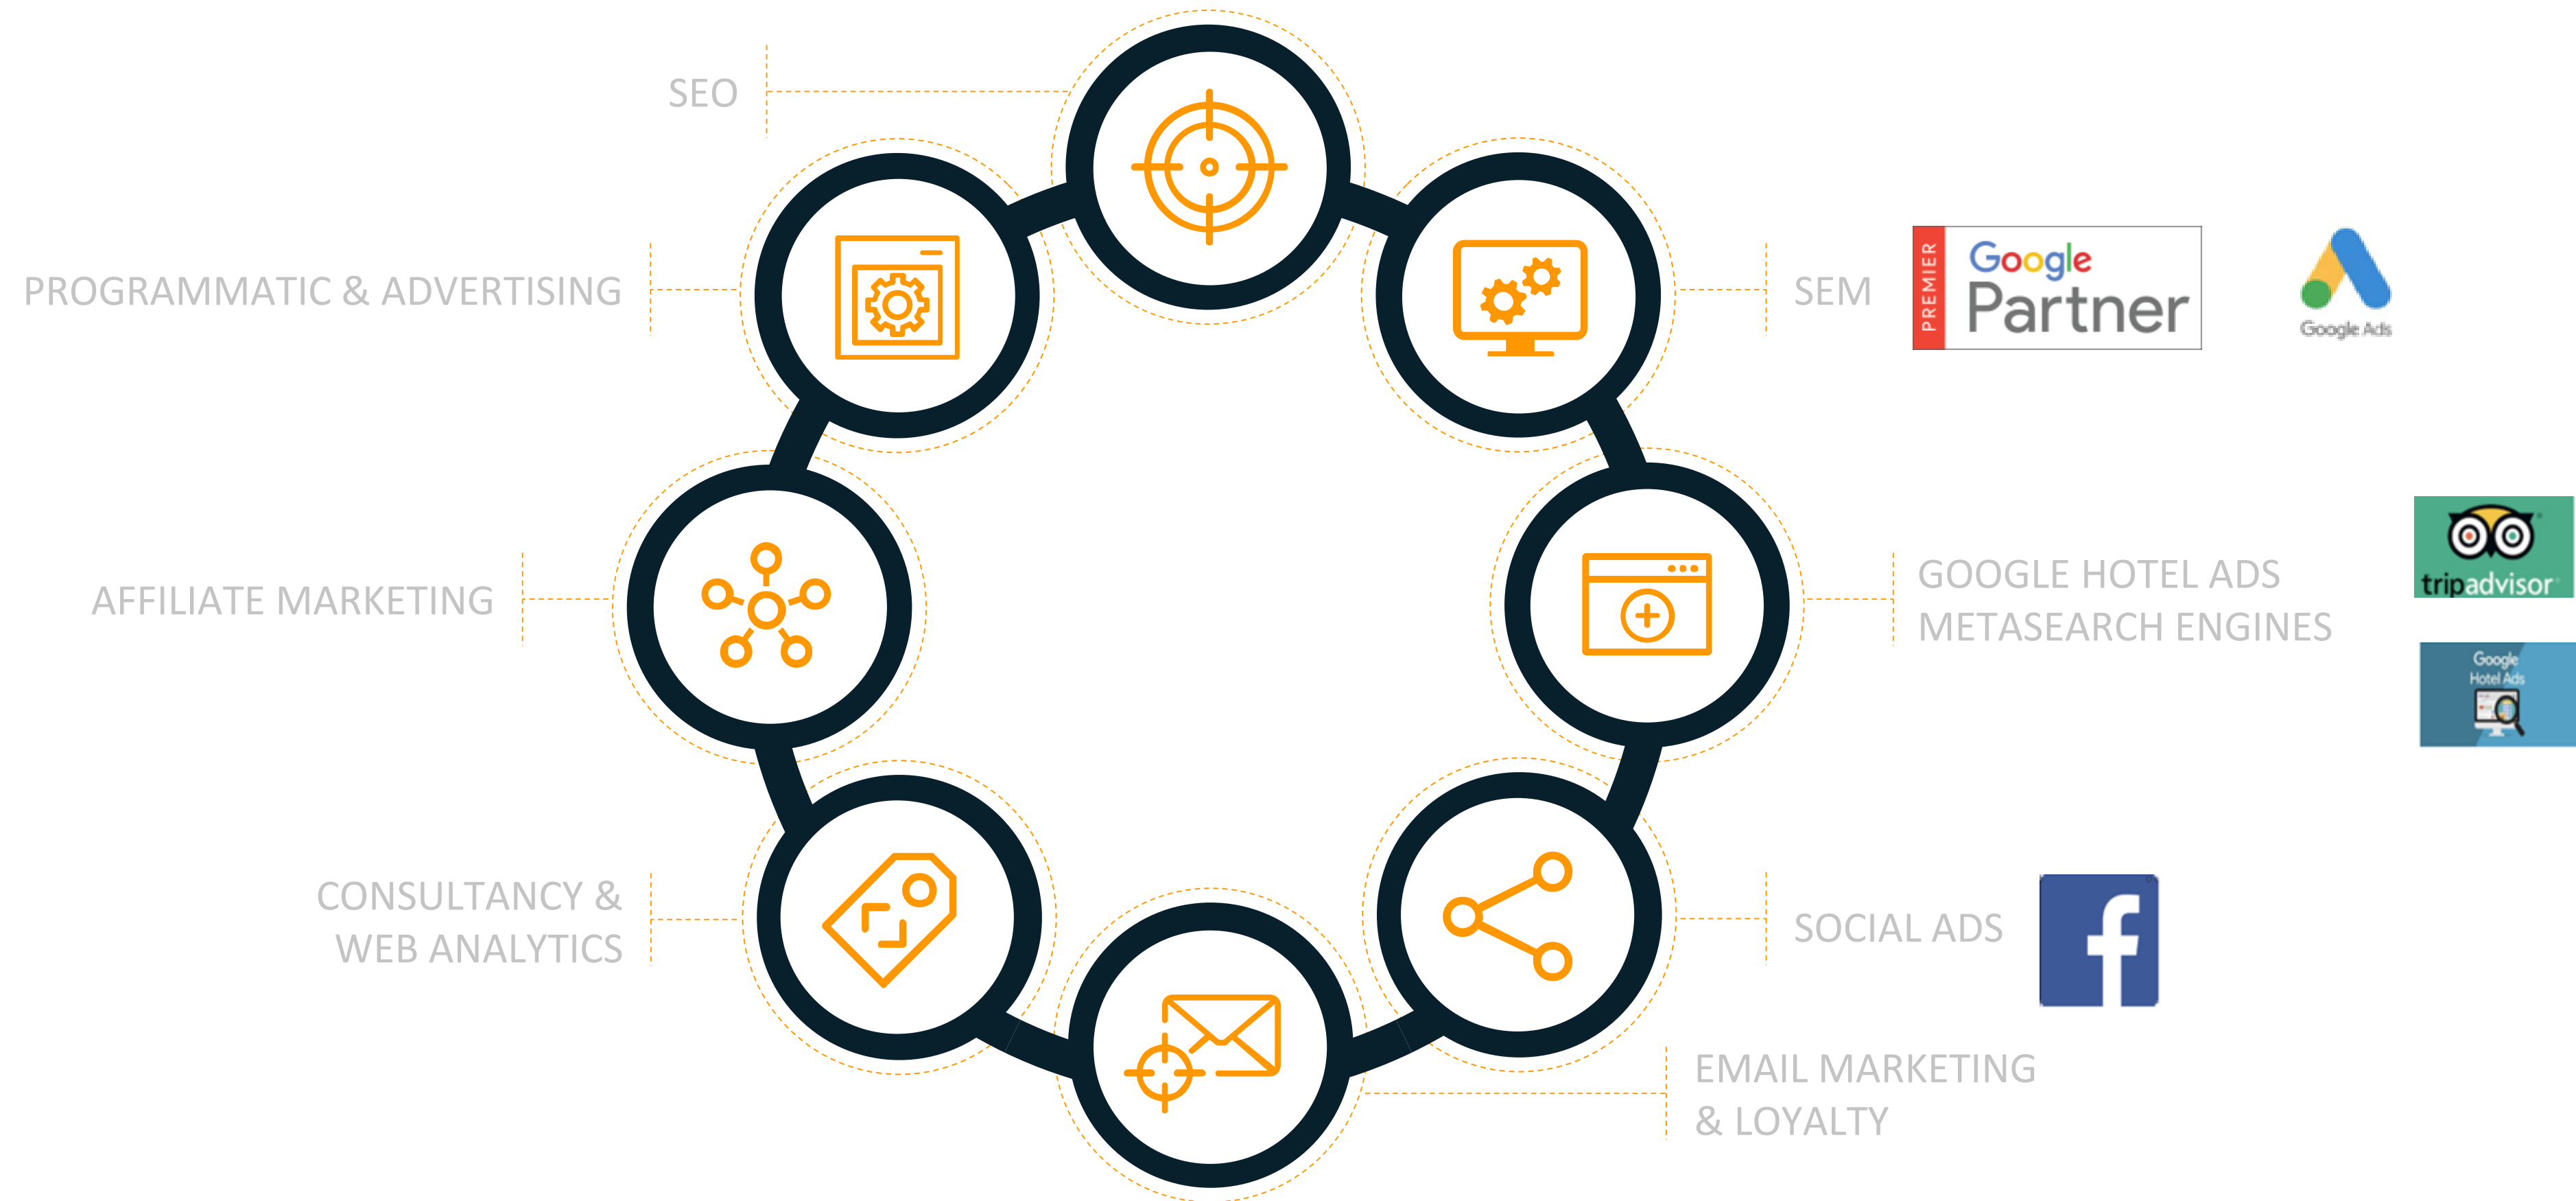 SEO
PROGRAMMATIC & ADVERTISING
AFFILIATE MARKETING
CONSULTANCY &
WEB ANALYTICS
SEM
PREMIER
Google
Partner
Google Ads
GOOGLE HOTEL ADS
METASEARCH ENGINES
tripadvisor
Google
Hotel Ads
SOCIAL ADS
EMAIL MARKETING
& LOYALTY